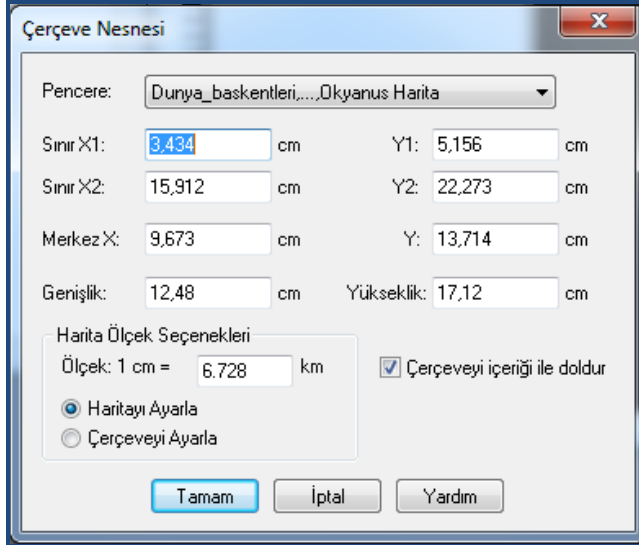 Çerçeve Nesnesi
Pencere: Dunya_baskentleri,...,Okyanus Harita
Sınır X1: 3,434 cm Y1: 5,156 cm
Sınır X2: 15,912 cm Y2: 22,273 cm
Merkez X: 9,673 cm Y: 13,714 cm
Genişlik: 12,48 cm Yükseklik: 17,12 cm
Harita Ölçek Seçenekleri
Ölçek: 1 cm = 6.728 km
Çerçeveyi içeriği ile doldur
Haritayı Ayarla
Çerçeveyi Ayarla
Tamam İptal Yardım